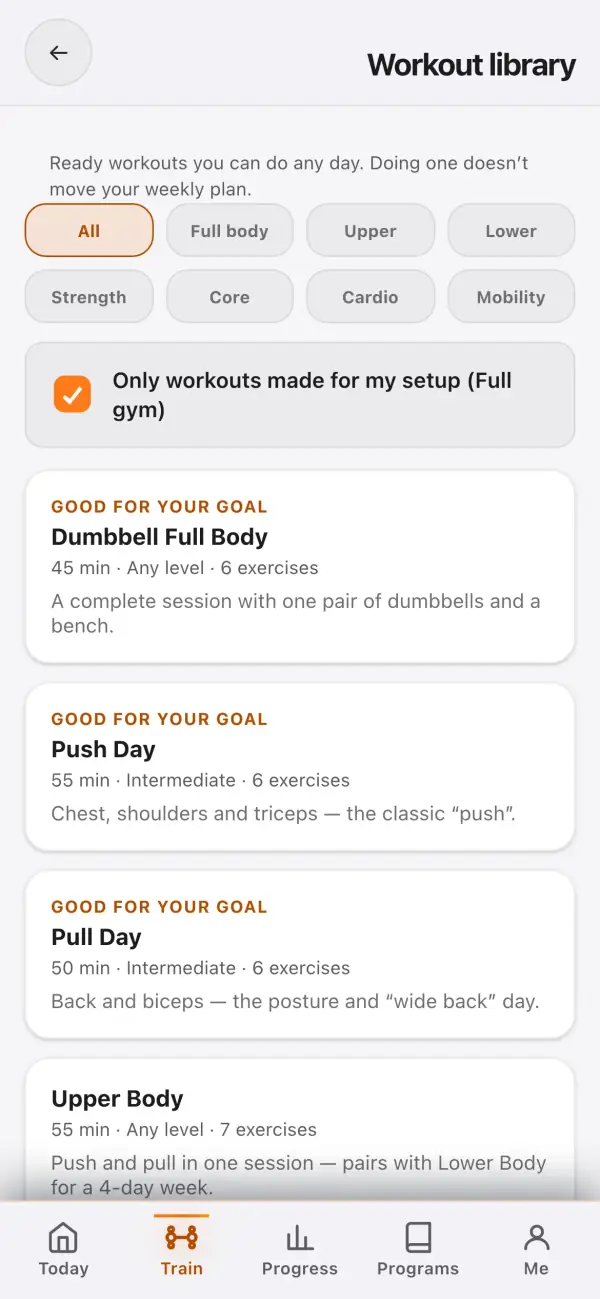 Workout library
Ready workouts you can do any day. Doing one doesn’t
move your weekly plan.
All
Full body
Upper
Lower
Strength
Core
Cardio
Mobility
Only workouts made for my setup (Full
gym)
GOOD FOR YOUR GOAL
Dumbbell Full Body
45 min · Any level · 6 exercises
A complete session with one pair of dumbbells and a
bench.
GOOD FOR YOUR GOAL
Push Day
55 min · Intermediate · 6 exercises
Chest, shoulders and triceps — the classic “push”.
GOOD FOR YOUR GOAL
Pull Day
50 min · Intermediate · 6 exercises
Back and biceps — the posture and “wide back” day.
Upper Body
55 min · Any level · 7 exercises
Push and pull in one session — pairs with Lower Body
for a 4-day week.
Today
Train
Progress
Programs
Me